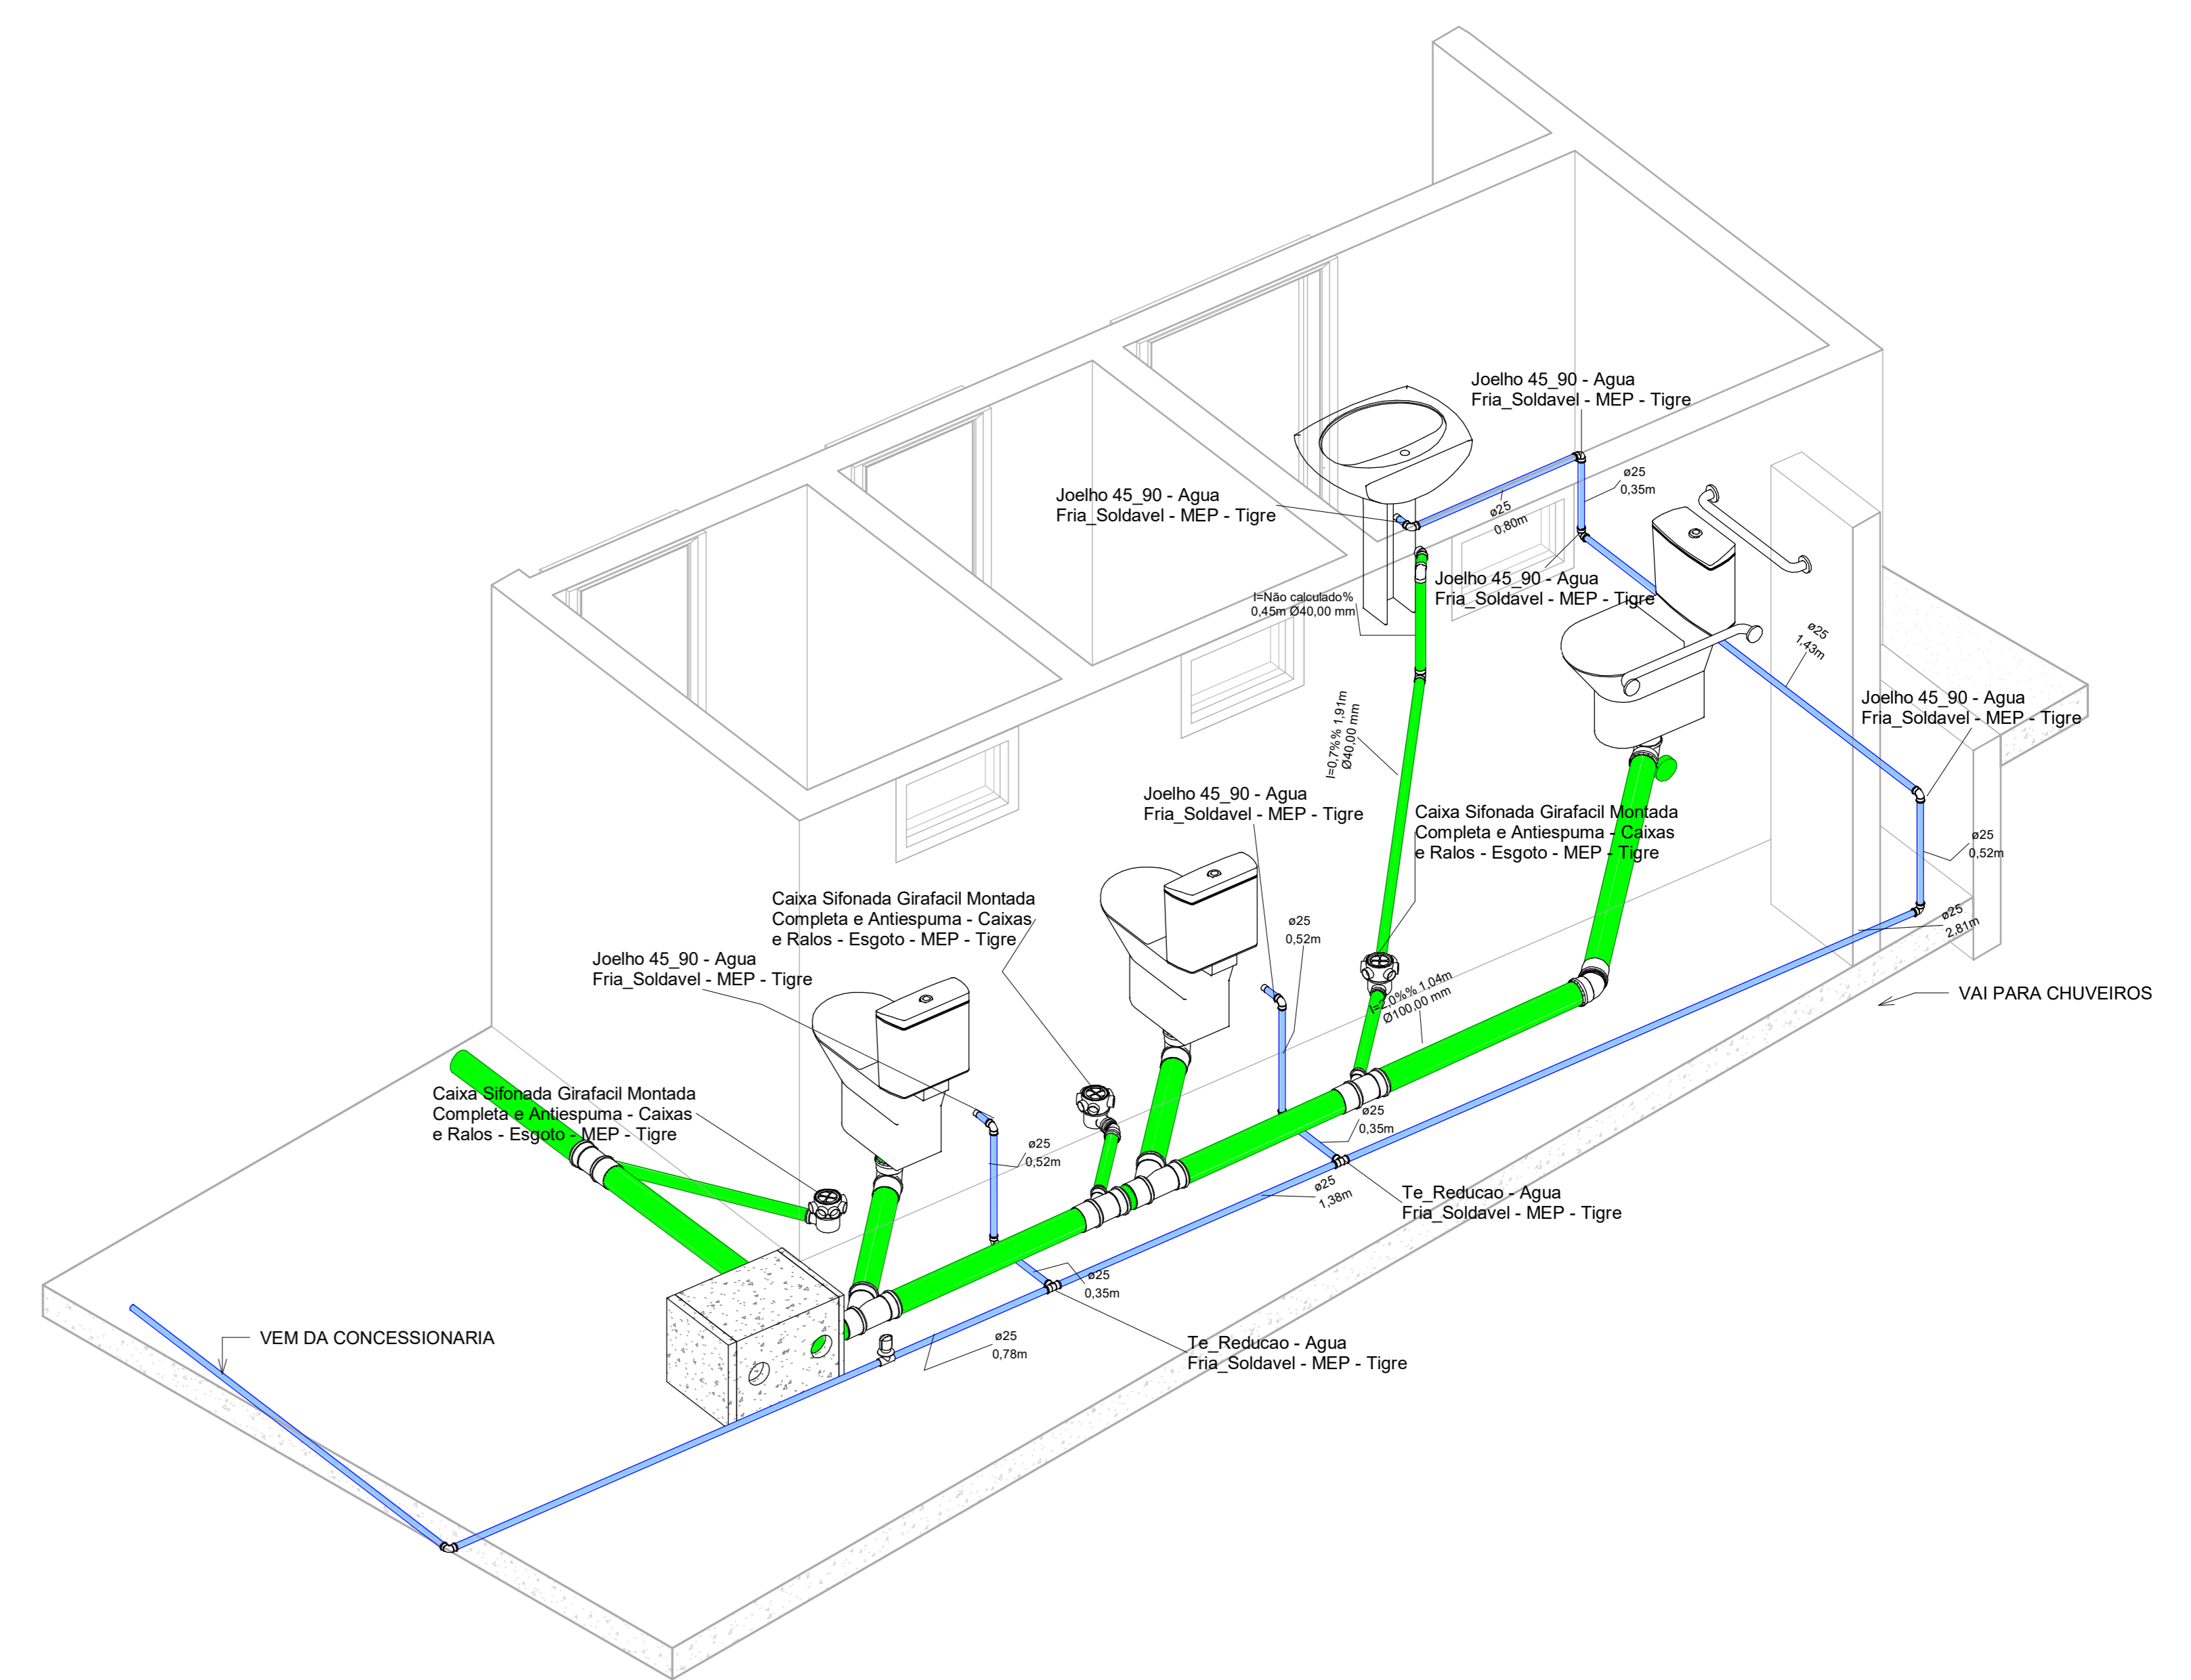 Joelho 45_90 - Agua
Fria_Soldavel - MEP - Tigre
ø25
0,35m
Joelho 45_90 - Agua
Fria_Soldavel - MEP - Tigre
ø25
0,80m
Joelho 45_90 - Agua
Fria_Soldavel - MEP - Tigre
I=Não calculado%
0,45m Ø40,00 mm
ø25
1,43m
Joelho 45_90 - Agua
Fria_Soldavel - MEP - Tigre
I=0,7%% 1,91m
Ø40,00 mm
Joelho 45_90 - Agua
Fria_Soldavel - MEP - Tigre
Caixa Sifonada Girafacil Montada
Completa e Antiespuma - Caixas
e Ralos - Esgoto - MEP - Tigre
ø25
0,52m
Caixa Sifonada Girafacil Montada
Completa e Antiespuma - Caixas
e Ralos - Esgoto - MEP - Tigre
ø25
0,52m
ø25
2,81m
Joelho 45_90 - Agua
Fria_Soldavel - MEP - Tigre
I=2,0%% 1,04m
Ø100,00 mm
VAI PARA CHUVEIROS
Caixa Sifonada Girafacil Montada
Completa e Antiespuma - Caixas
e Ralos - Esgoto - MEP - Tigre
ø25
0,52m
ø25
0,35m
ø25
1,38m
Te_Reducao - Agua
Fria_Soldavel - MEP - Tigre
ø25
0,35m
VEM DA CONCESSIONARIA
ø25
0,78m
Te_Reducao - Agua
Fria_Soldavel - MEP - Tigre